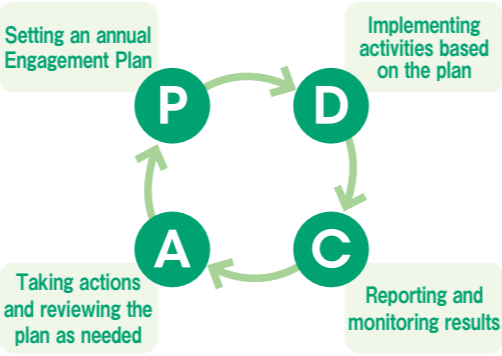 Setting an annual
Engagement Plan
Implementing
activities based
on the plan
P
D
A
C
Taking actions
and reviewing the
plan as needed
Reporting and
monitoring results